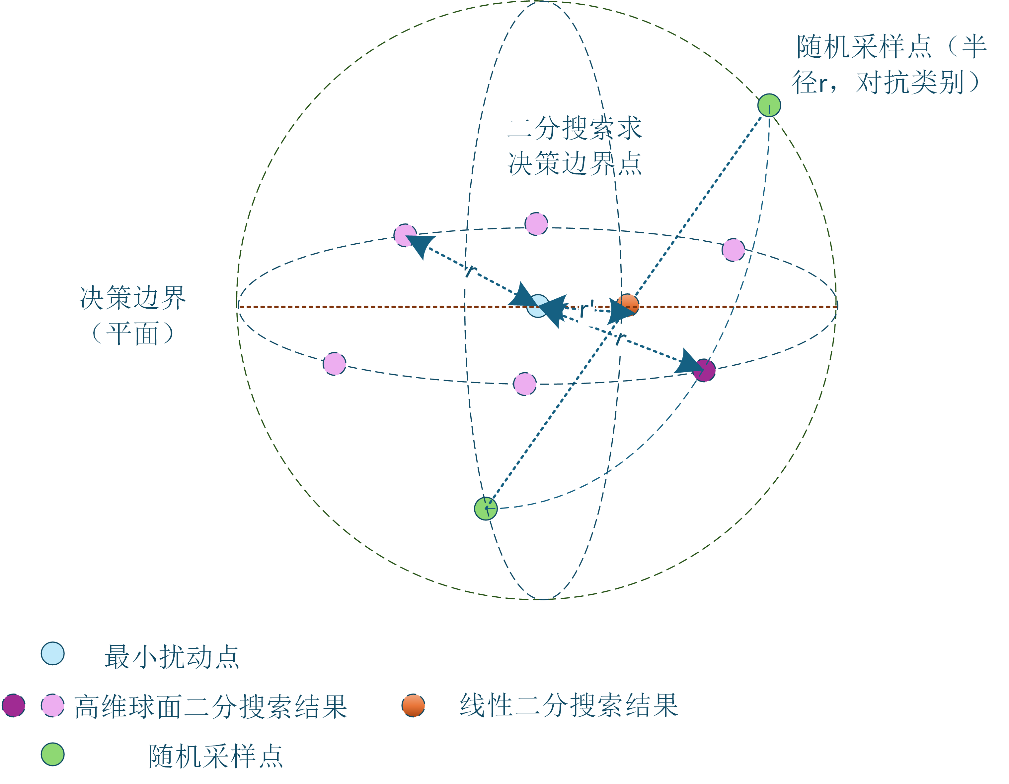 随机采样点（半
径r，对抗类别）
二分搜索求
决策边界点
r
r'
r
决策边界
（平面）
最小扰动点
高维球面二分搜索结果
线性二分搜索结果
随机采样点